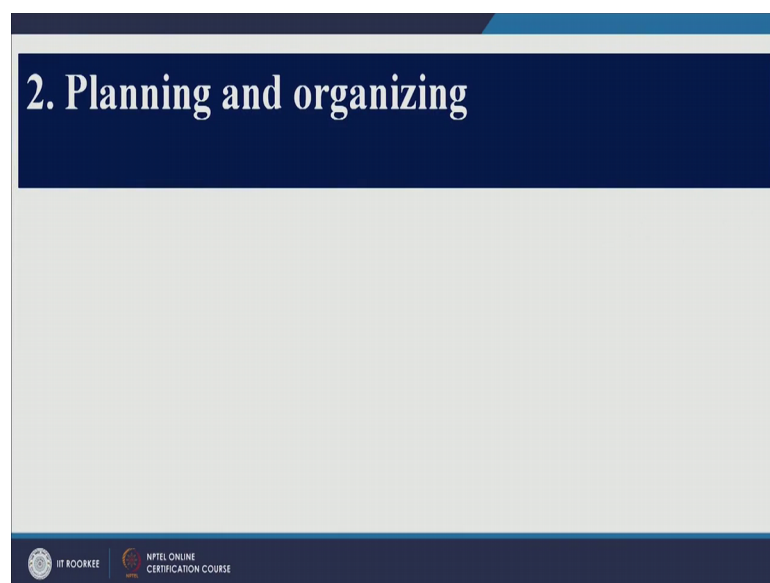 2. Planning and organizing
IIT ROORKEE
NPTEL ONLINE
CERTIFICATION COURSE